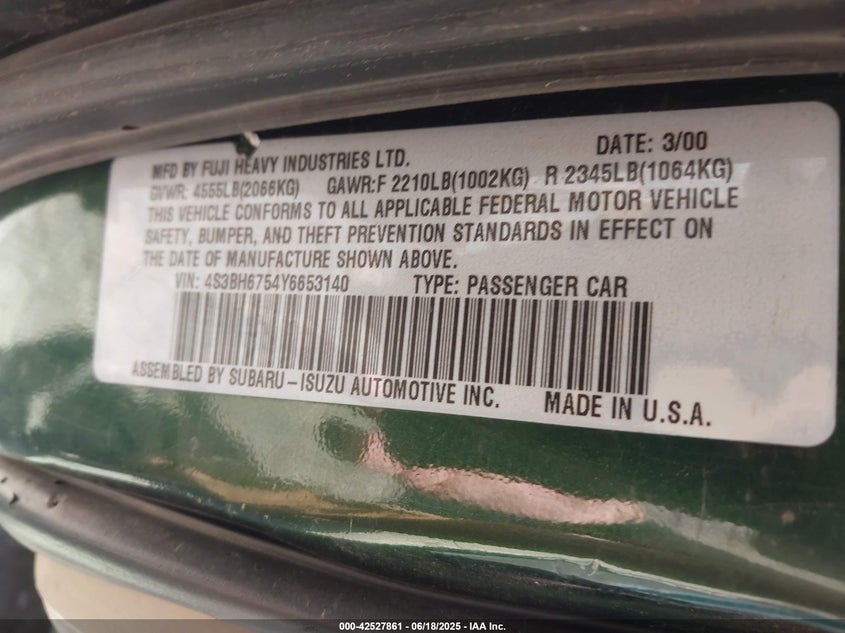 MFD BY FUJI HEAVY INDUSTRIES LTD. DATE: 3/00
GVWR: 4555LB(2066KG) GAWR:F 2210LB(1002KG) R 2345LB(1064KG)
THIS VEHICLE CONFORMS TO ALL APPLICABLE FEDERAL MOTOR VEHICLE
SAFETY, BUMPER, AND THEFT PREVENTION STANDARDS IN EFFECT ON
THE DATE OF MANUFACTURE SHOWN ABOVE.
VIN: 4S3BH6754Y6653140 TYPE: PASSENGER CAR
ASSEMBLED BY SUBARU-ISUZU AUTOMOTIVE INC. MADE IN U.S.A.
000-42527861 - 06/18/2025 - IAA Inc.